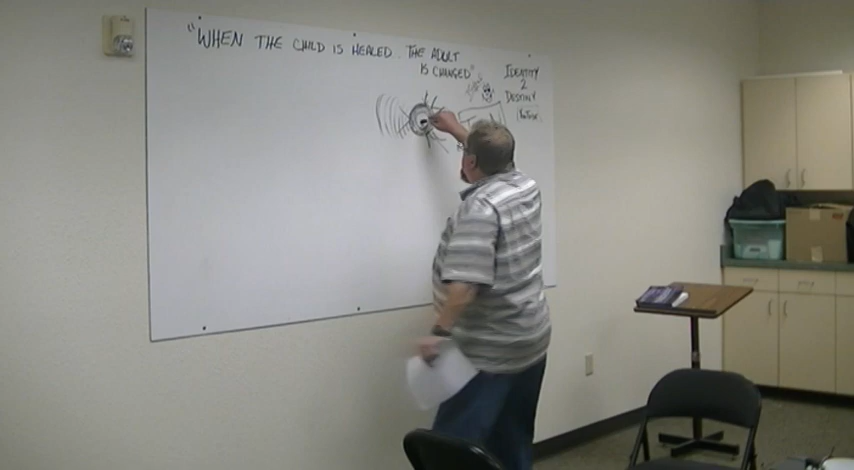 "WHEN THE CHILD IS HEALED. THE ADULT
IS CHANGED"
IDENTITY
2
DESTINY